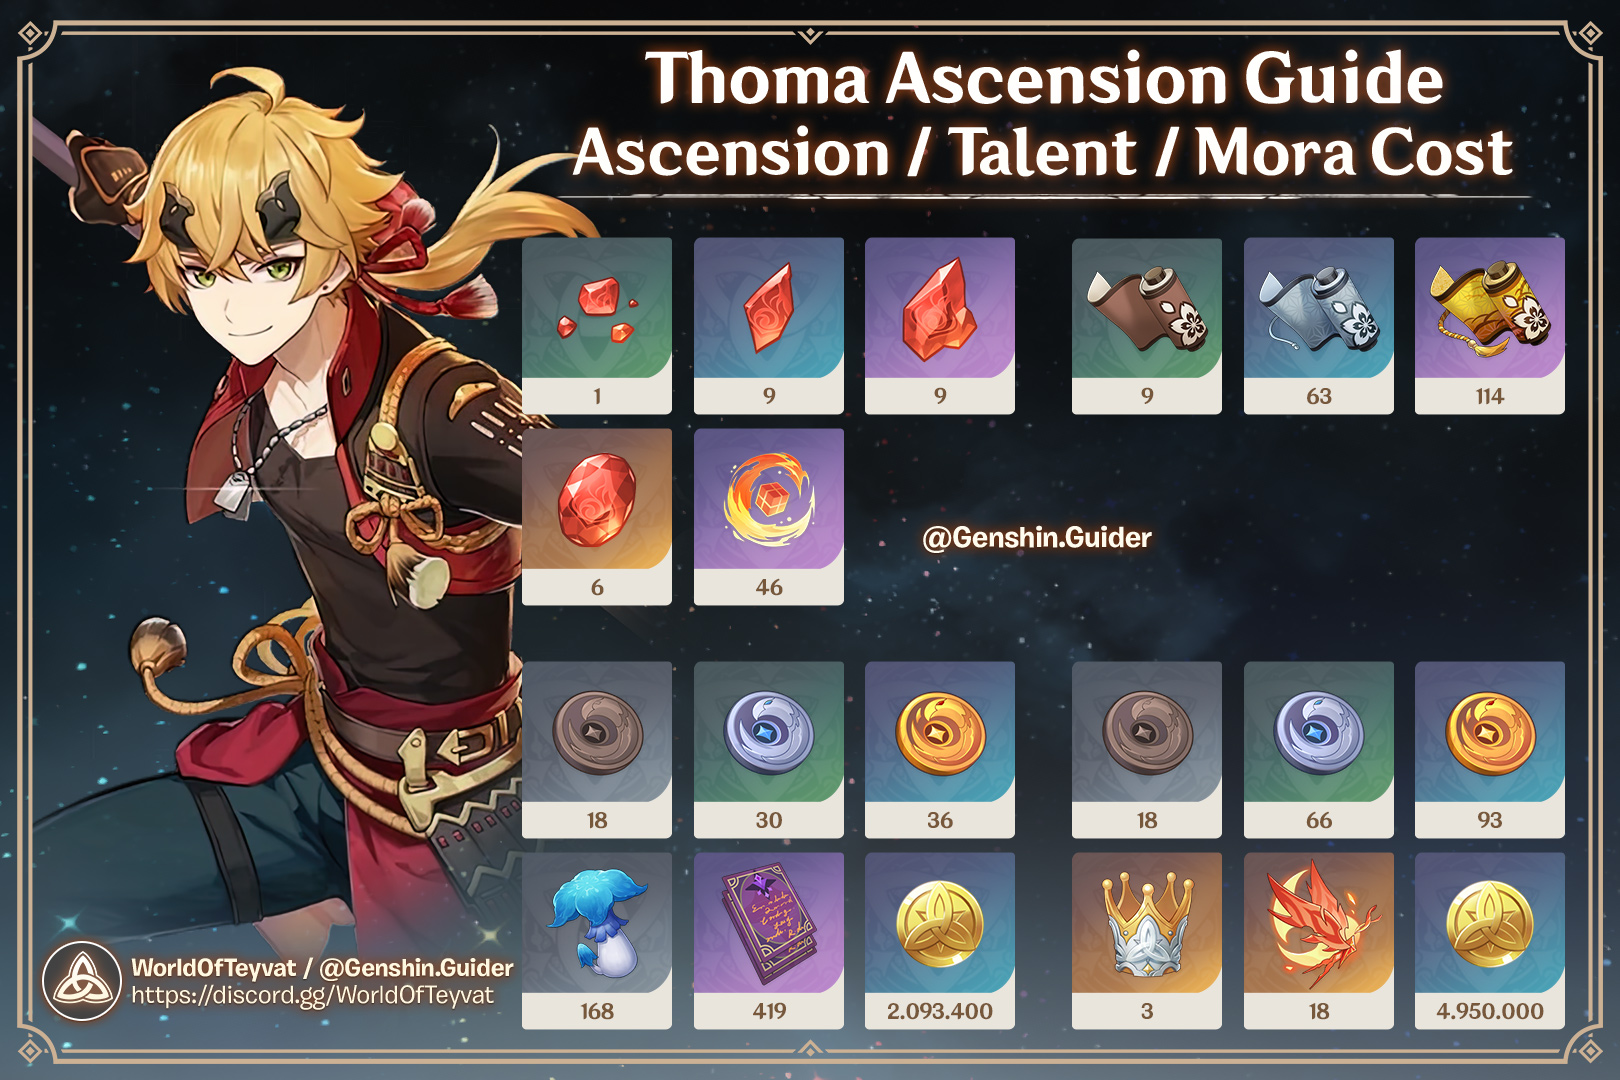 Thoma Ascension Guide
Ascension / Talent / Mora Cost
1 9 9 9 63 114
6 46
@Genshin.Guider
18 30 36 18 66 93
168 419 2.093.400 3 18 4.950.000
WorldOfTeyvat / @Genshin.Guider
https://discord.gg/WorldOfTeyvat